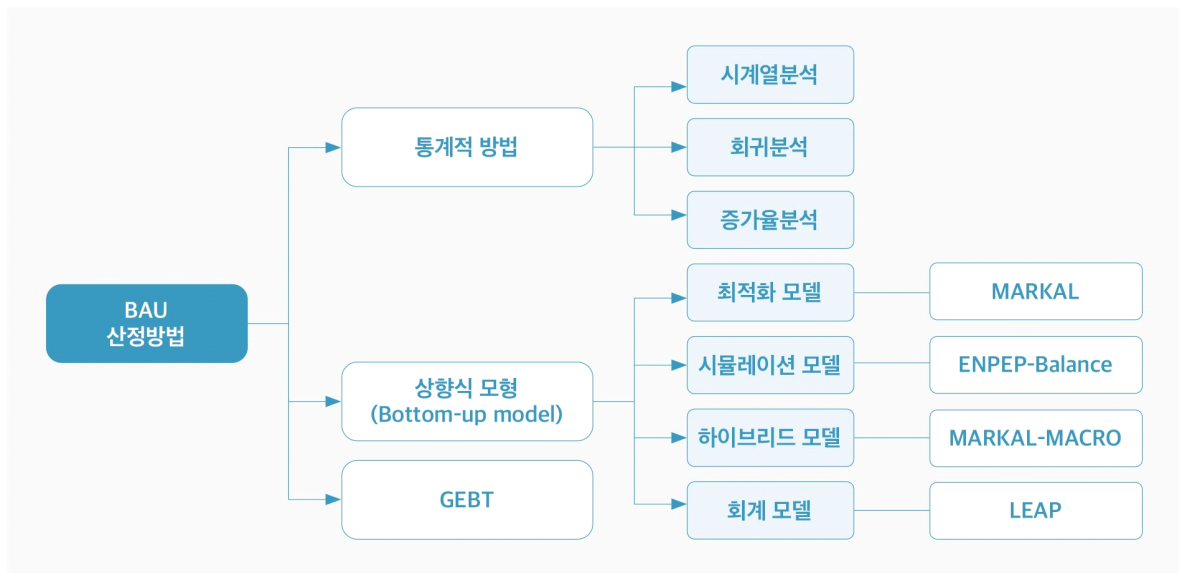 BAU
산정방법
통계적 방법
시계열분석
회귀분석
증가율분석
상향식 모형
(Bottom-up model)
최적화 모델
MARKAL
시뮬레이션 모델
ENPEP-Balance
하이브리드 모델
MARKAL-MACRO
회계 모델
LEAP
GEBT